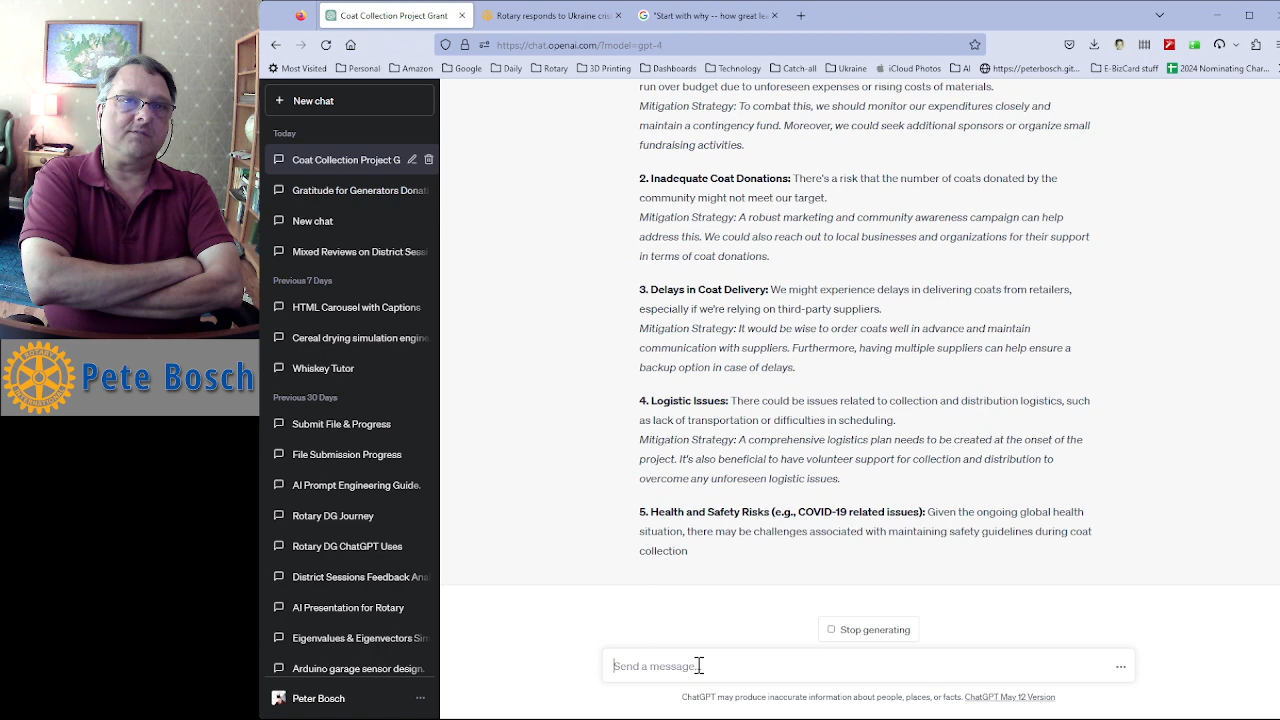 Coat Collection Project Grant
Rotary responds to Ukraine cris
"Start with why -- how great le
https://chat.openai.com/?model=gpt-4
Most Visited
Personal
Amazon
Google
Daily
Rotary
3D Printing
Dashboards
Technology
Catch-all
Ukraine
iCloud Photos
AI
https://peterbosch.git...
SmartCard stuff
2024 Nominating Char...
+ New chat
Today
Coat Collection Project G
Gratitude for Generators Donati
New chat
Mixed Reviews on District Sessi
Previous 7 Days
HTML Carousel with Captions
Cereal drying simulation engine
Whiskey Tutor
Previous 30 Days
Submit File & Progress
File Submission Progress
AI Prompt Engineering Guide.
Rotary DG Journey
Rotary DG ChatGPT Uses
District Sessions Feedback Anal
AI Presentation for Rotary
Eigenvalues & Eigenvectors Sim
Arduino garage sensor design.
Peter Bosch
ROTARY
INTERNATIONAL
Pete Bosch
run over budget due to unforeseen expenses or rising costs of materials.
Mitigation Strategy: To combat this, we should monitor our expenditures closely and
maintain a contingency fund. Moreover, we could seek additional sponsors or organize small
fundraising activities.
2. Inadequate Coat Donations: There's a risk that the number of coats donated by the
community might not meet our target.
Mitigation Strategy: A robust marketing and community awareness campaign can help
address this. We could also reach out to local businesses and organizations for their support
in terms of coat donations.
3. Delays in Coat Delivery: We might experience delays in delivering coats from retailers,
especially if we're relying on third-party suppliers.
Mitigation Strategy: It would be wise to order coats well in advance and maintain
communication with suppliers. Furthermore, having multiple suppliers can help ensure a
backup option in case of delays.
4. Logistic Issues: There could be issues related to collection and distribution logistics, such
as lack of transportation or difficulties in scheduling.
Mitigation Strategy: A comprehensive logistics plan needs to be created at the onset of the
project. It's also beneficial to have volunteer support for collection and distribution to
overcome any unforeseen logistic issues.
5. Health and Safety Risks (e.g., COVID-19 related issues): Given the ongoing global health
situation, there may be challenges associated with maintaining safety guidelines during coat
collection
Stop generating
Send a message.
ChatGPT may produce inaccurate information about people, places, or facts. ChatGPT May 12 Version